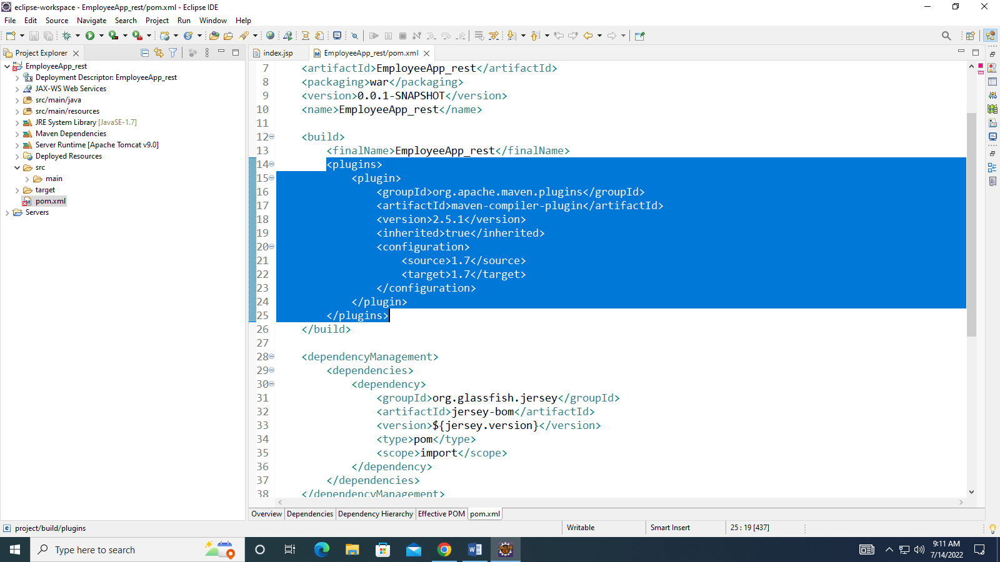 eclipse-workspace - EmployeeApp_rest/pom.xml - Eclipse IDE
File Edit Source Navigate Search Project Run Window Help
Project Explorer
EmployeeApp_rest
Deployment Descriptor: EmployeeApp_rest
JAX-WS Web Services
src/main/java
src/main/resources
JRE System Library [JavaSE-1.7]
Maven Dependencies
Server Runtime [Apache Tomcat v9.0]
Deployed Resources
src
main
target
pom.xml
Servers
index.jsp EmployeeApp_rest/pom.xml
7 <artifactId>EmployeeApp_rest</artifactId>
8 <packaging>war</packaging>
9 <version>0.0.1-SNAPSHOT</version>
10 <name>EmployeeApp_rest</name>
11
12 <build>
13 <finalName>EmployeeApp_rest</finalName>
14 <plugins>
15 <plugin>
16 <groupId>org.apache.maven.plugins</groupId>
17 <artifactId>maven-compiler-plugin</artifactId>
18 <version>2.5.1</version>
19 <inherited>true</inherited>
20 <configuration>
21 <source>1.7</source>
22 <target>1.7</target>
23 </configuration>
24 </plugin>
25 </plugins>
26 </build>
27
28 <dependencyManagement>
29 <dependencies>
30 <dependency>
31 <groupId>org.glassfish.jersey</groupId>
32 <artifactId>jersey-bom</artifactId>
33 <version>${jersey.version}</version>
34 <type>pom</type>
35 <scope>import</scope>
36 </dependency>
37 </dependencies>
38 </dependencyManagement>
Overview Dependencies Dependency Hierarchy Effective POM pom.xml
project/build/plugins Writable Smart Insert 25 : 19 [437]
Type here to search
9:11 AM
7/14/2022